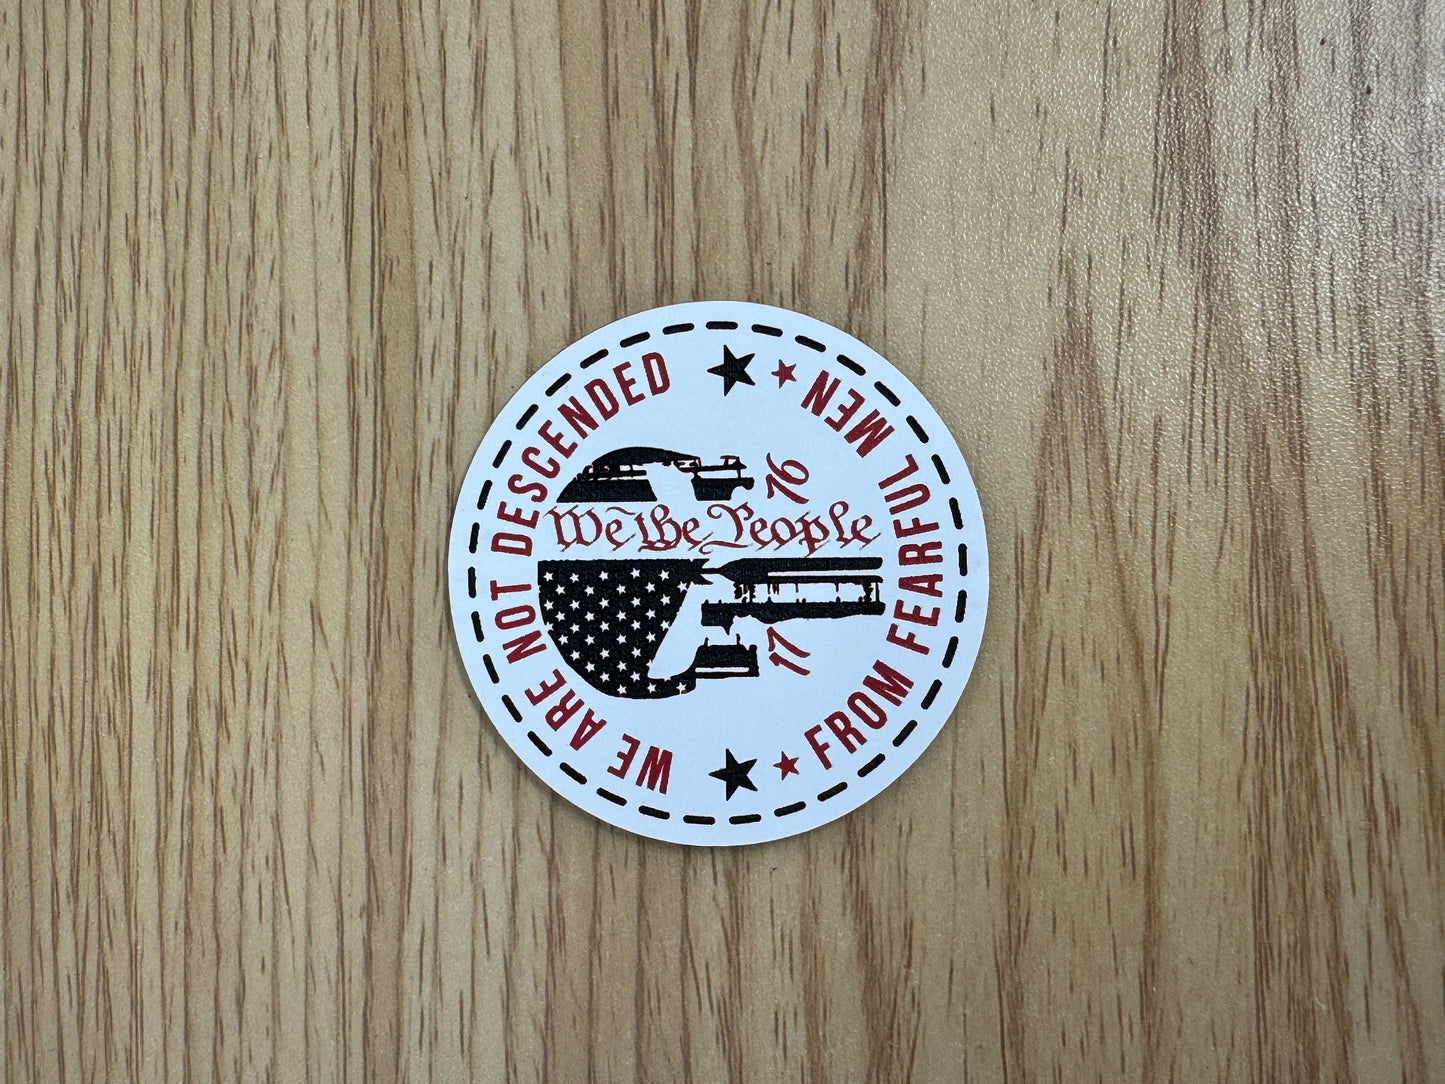 WE ARE NOT DESCENDED
FROM FEARFUL MEN
17 76
We the People